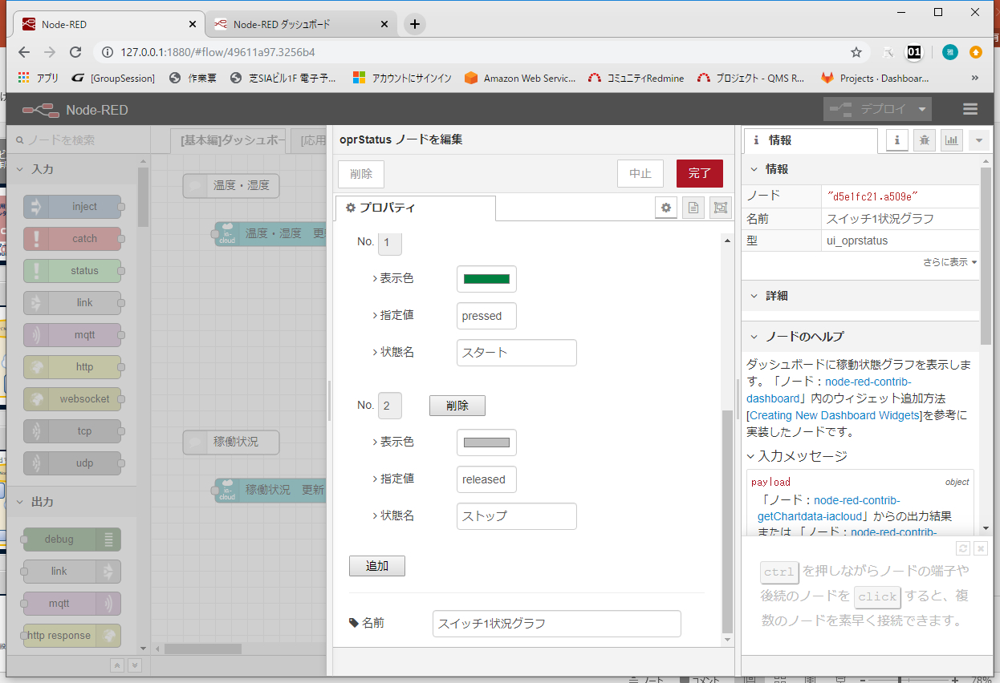 Node-RED
Node-RED ダッシュボード
127.0.0.1:1880/#flow/49611a97.3256b4
01
雅
アプリ
[GroupSession]
作業票
芝SIAビル1F 電子予...
アカウントにサインイン
Amazon Web Servic...
コミュニティRedmine
プロジェクト - QMS R...
Projects · Dashboar...
»
Node-RED
デプロイ
ノードを検索
入力
inject
catch
status
link
mqtt
http
websocket
tcp
udp
出力
debug
link
mqtt
http response
[基本編]ダッシュボー
[応用
温度・湿度
ia-cloud
温度・湿度 更
稼働状況
ia-cloud
稼働状況 更新
oprStatus ノードを編集
削除
中止
完了
プロパティ
No. 1
表示色
指定値 pressed
状態名 スタート
No. 2 削除
表示色
指定値 released
状態名 ストップ
追加
名前 スイッチ1状況グラフ
i 情報
i
情報
ノード "d5e1fc21.a509e"
名前 スイッチ1状況グラフ
型 ui_oprstatus
さらに表示
詳細
ノードのヘルプ
ダッシュボードに稼動状態グラフを表示しま
す。「ノード：node-red-contrib-
dashboard」内のウィジェット追加方法
[Creating New Dashboard Widgets]を参考に
実装したノードです。
入力メッセージ
payload object
「ノード：node-red-contrib-
getChartdata-iacloud」からの出力結果
または 「ノード：node-red-contrib-
ctrl を押しながらノードの端子や
後続のノードを click すると、複
数のノードを素早く接続できます。
ノート
コメント
78%